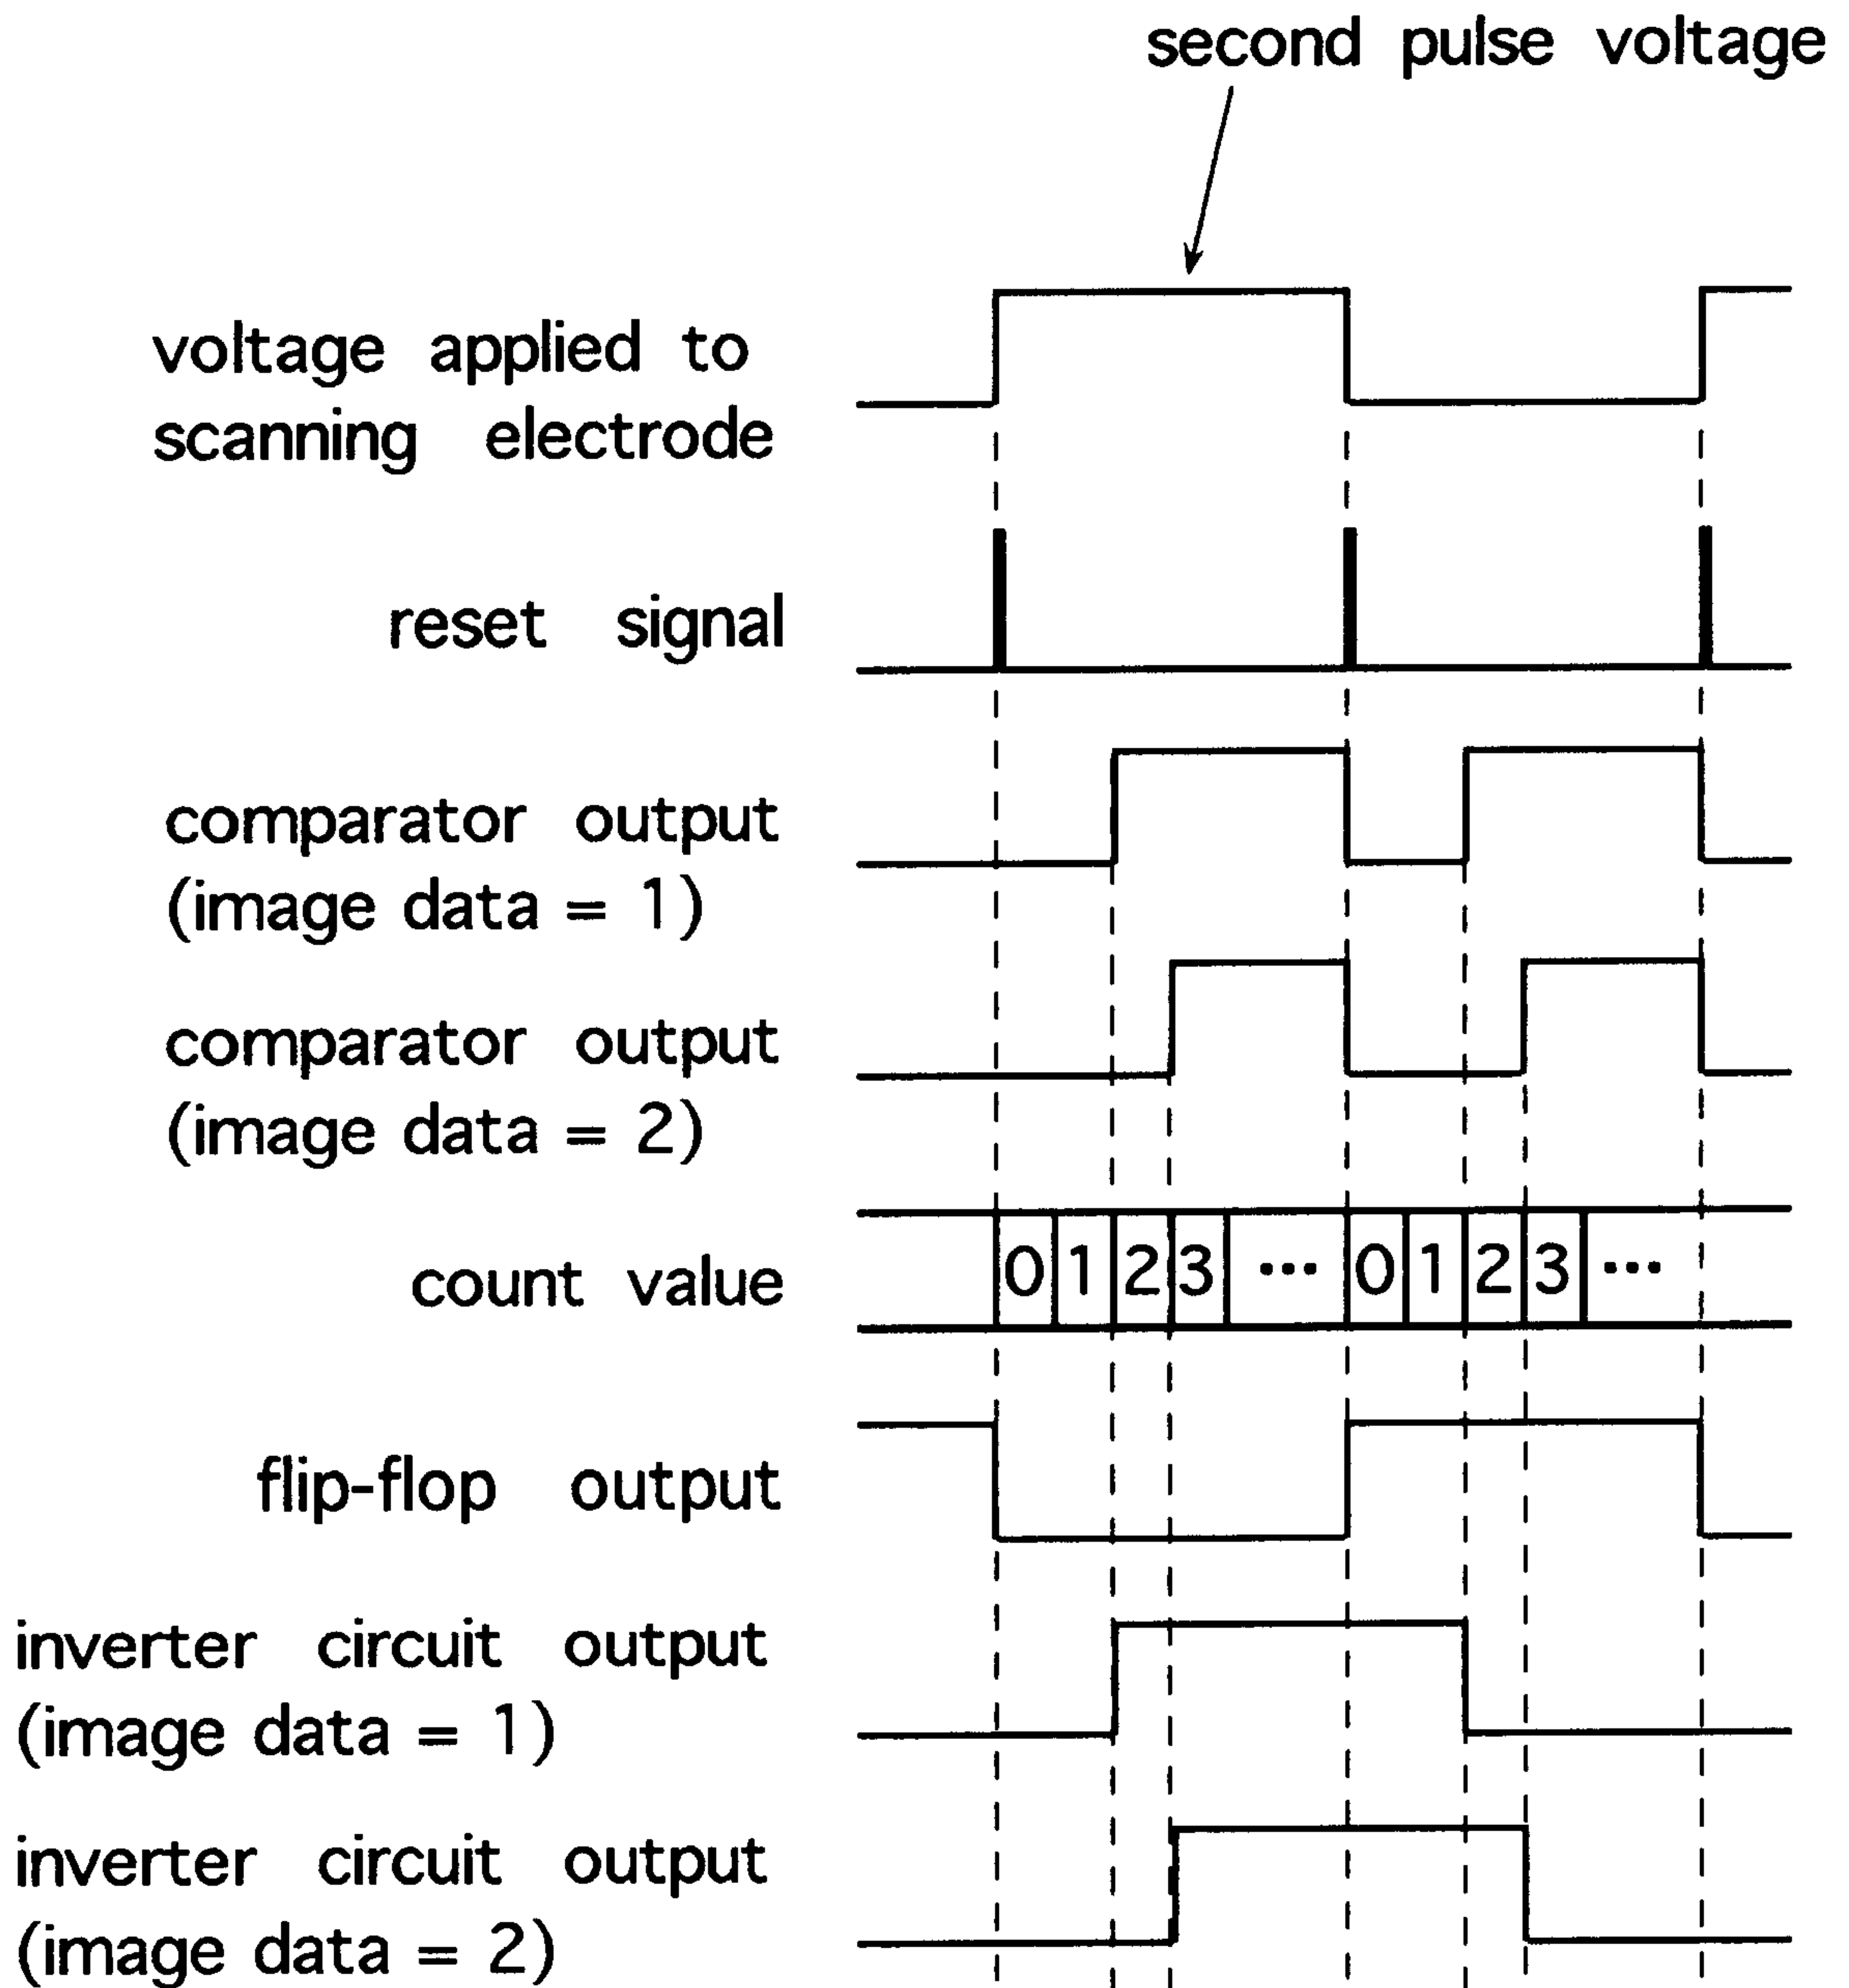 second pulse voltage
voltage applied to
scanning electrode
reset signal
comparator output
(image data = 1)
comparator output
(image data = 2)
count value
0 1 2 3 ··· 0 1 2 3 ···
flip-flop output
inverter circuit output
(image data = 1)
inverter circuit output
(image data = 2)